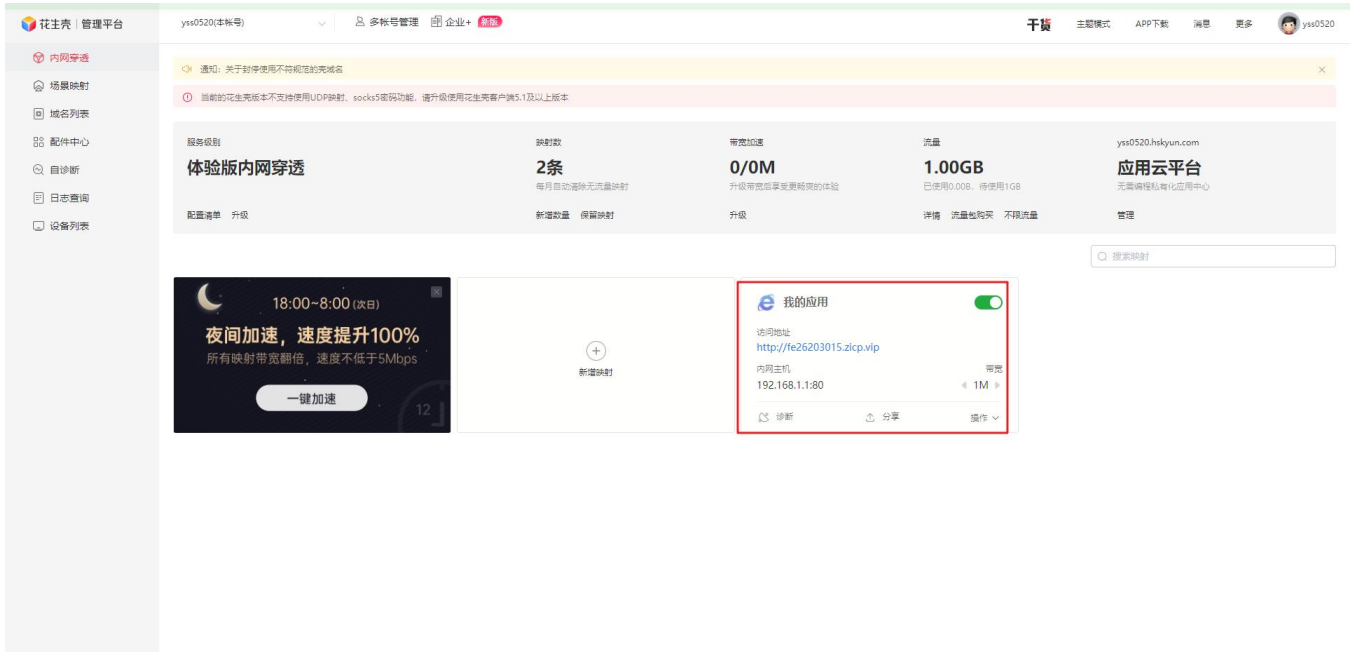 花生壳 管理平台
yss0520(本帐号)
多帐号管理
企业+
新版
干货
主题模式
APP下载
消息
更多
yss0520
内网穿透
场景映射
域名列表
配件中心
自诊断
日志查询
设备列表
通知：关于封停使用不符规范的壳域名
当前的花生壳版本不支持使用UDP映射、socks5密码功能，请升级使用花生壳客户端5.1及以上版本
服务级别
体验版内网穿透
配置清单 升级
映射数
2条
每月自动清除无流量映射
新增数量 保留映射
带宽加速
0/0M
升级带宽后享受更畅爽的体验
升级
流量
1.00GB
已使用0.00B，待使用1GB
详情 流量包购买 不限流量
yss0520.hskyun.com
应用云平台
无需编程私有化应用中心
管理
搜索映射
18:00~8:00 (次日)
夜间加速，速度提升100%
所有映射带宽翻倍，速度不低于5Mbps
一键加速
12
新增映射
我的应用
访问地址
http://fe26203015.zicp.vip
内网主机 带宽
192.168.1.1:80 1M
诊断 分享 操作